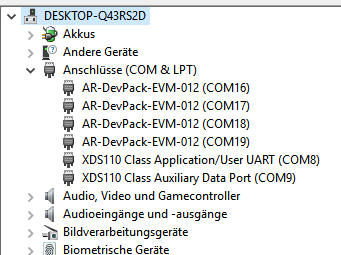 DESKTOP-Q43RS2D
Akkus
Andere Geräte
Anschlüsse (COM & LPT)
AR-DevPack-EVM-012 (COM16)
AR-DevPack-EVM-012 (COM17)
AR-DevPack-EVM-012 (COM18)
AR-DevPack-EVM-012 (COM19)
XDS110 Class Application/User UART (COM8)
XDS110 Class Auxiliary Data Port (COM9)
Audio, Video und Gamecontroller
Audioeingänge und -ausgänge
Bildverarbeitungsgeräte
Biometrische Geräte